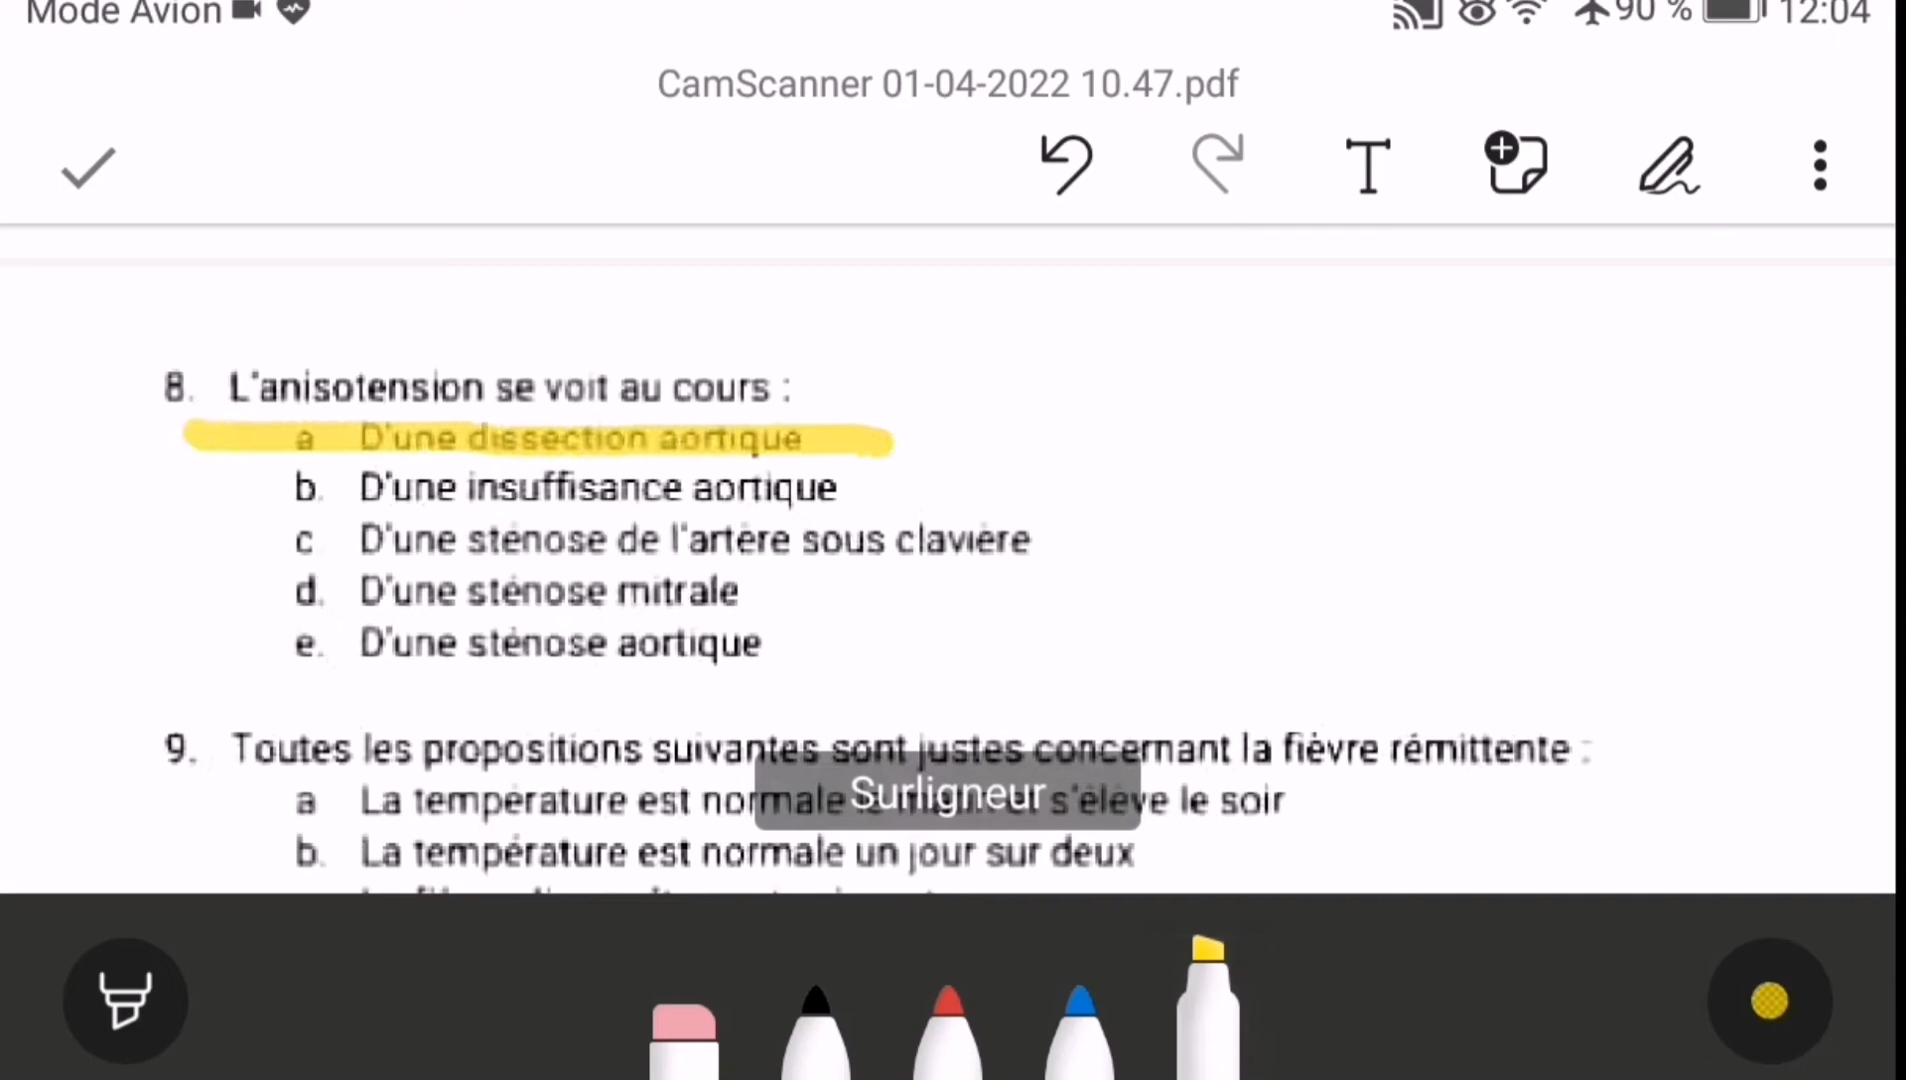 Mode Avion
90 % 12:04
CamScanner 01-04-2022 10.47.pdf
8. L'anisotension se voit au cours :
a D'une dissection aortique
b. D'une insuffisance aortique
c D'une sténose de l'artère sous clavière
d. D'une sténose mitrale
e. D'une sténose aortique
9. Toutes les propositions suivantes sont justes concernant la fièvre rémittente :
a La température est normale s'élève le soir
Surligneur
b. La température est normale un jour sur deux